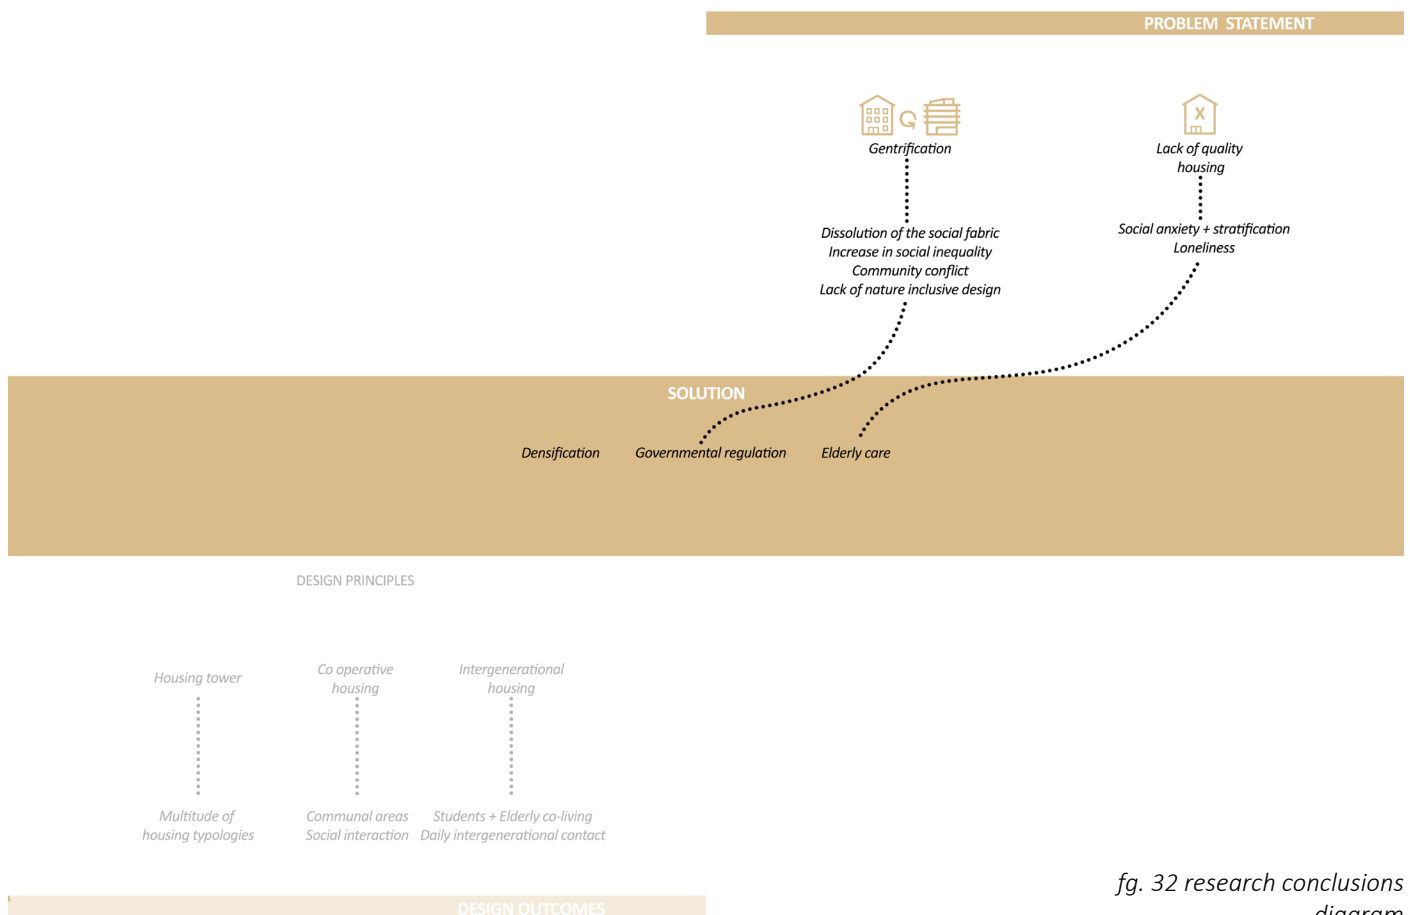 PROBLEM STATEMENT
X
Gentrification
Lack of quality
housing
Dissolution of the social fabric
Increase in social inequality
Community conflict
Lack of nature inclusive design
Social anxiety + stratification
Loneliness
SOLUTION
Densification
Governmental regulation
Elderly care
DESIGN PRINCIPLES
Housing tower
Co operative
housing
Intergenerational
housing
Multitude of
housing typologies
Communal areas
Social interaction
Students + Elderly co-living
Daily intergenerational contact
fg. 32 research conclusions
diagram
DESIGN OUTCOMES